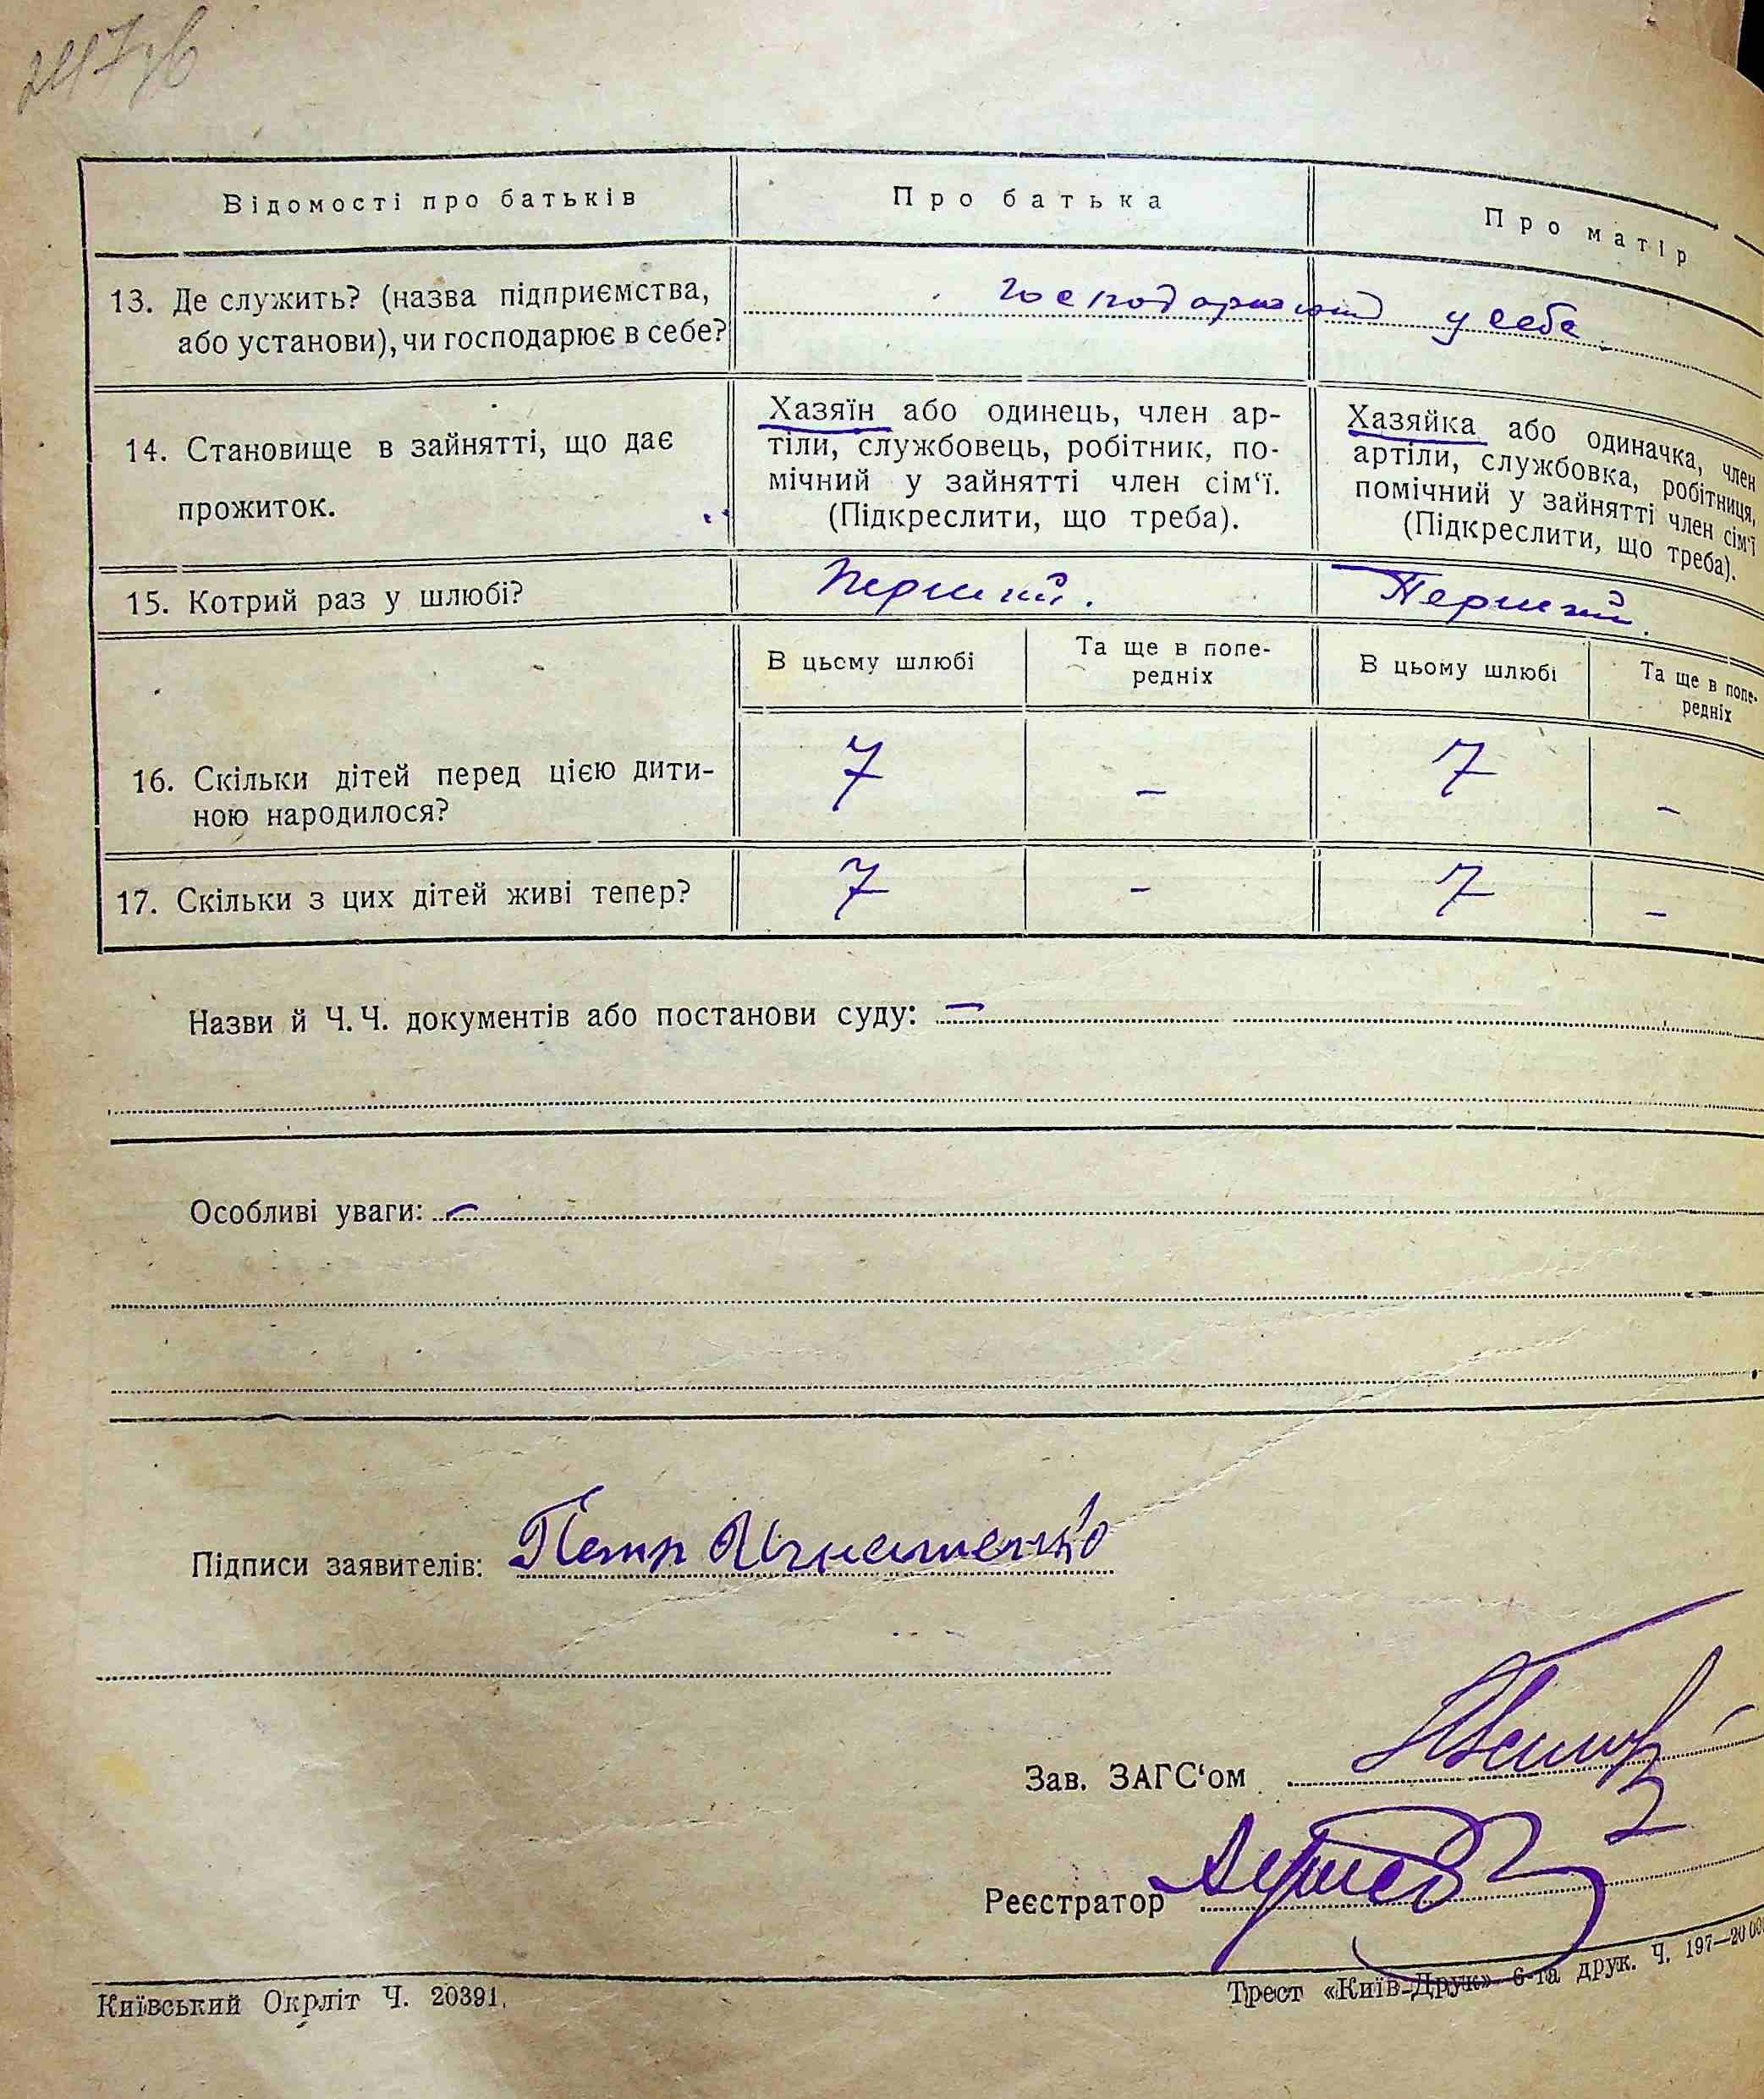 Відомості про батьків Про батька Про матір
13. Де служить? (назва підприємства, або установи), чи господарює в себе? у себе
14. Становище в зайнятті, що дає прожиток.
Хазяїн або одинець, член ар-
тіли, службовець, робітник, по-
мічний у зайнятті член сім‘ї.
(Підкреслити, що треба).
Хазяйка або одиначка, член
артіли, службовка, робітниця,
помічний у зайнятті член сім‘ї
(Підкреслити, що треба).
15. Котрий раз у шлюбі? Перший. Перший.
В цьому шлюбі Та ще в попе-
редніх В цьому шлюбі Та ще в попе-
редніх
16. Скільки дітей перед цією дити-
ною народилося? 7 – 7 –
17. Скільки з цих дітей живі тепер? 7 – 7 –
Назви й Ч.Ч. документів або постанови суду: –
Особливі уваги: –
Підписи заявителів: Петр Игнатенко
Зав. ЗАГС‘ом
Реєстратор
Київський Окрліт Ч. 20391. Трест «Київ-Друк» 6-та друк. Ч. 197—20000